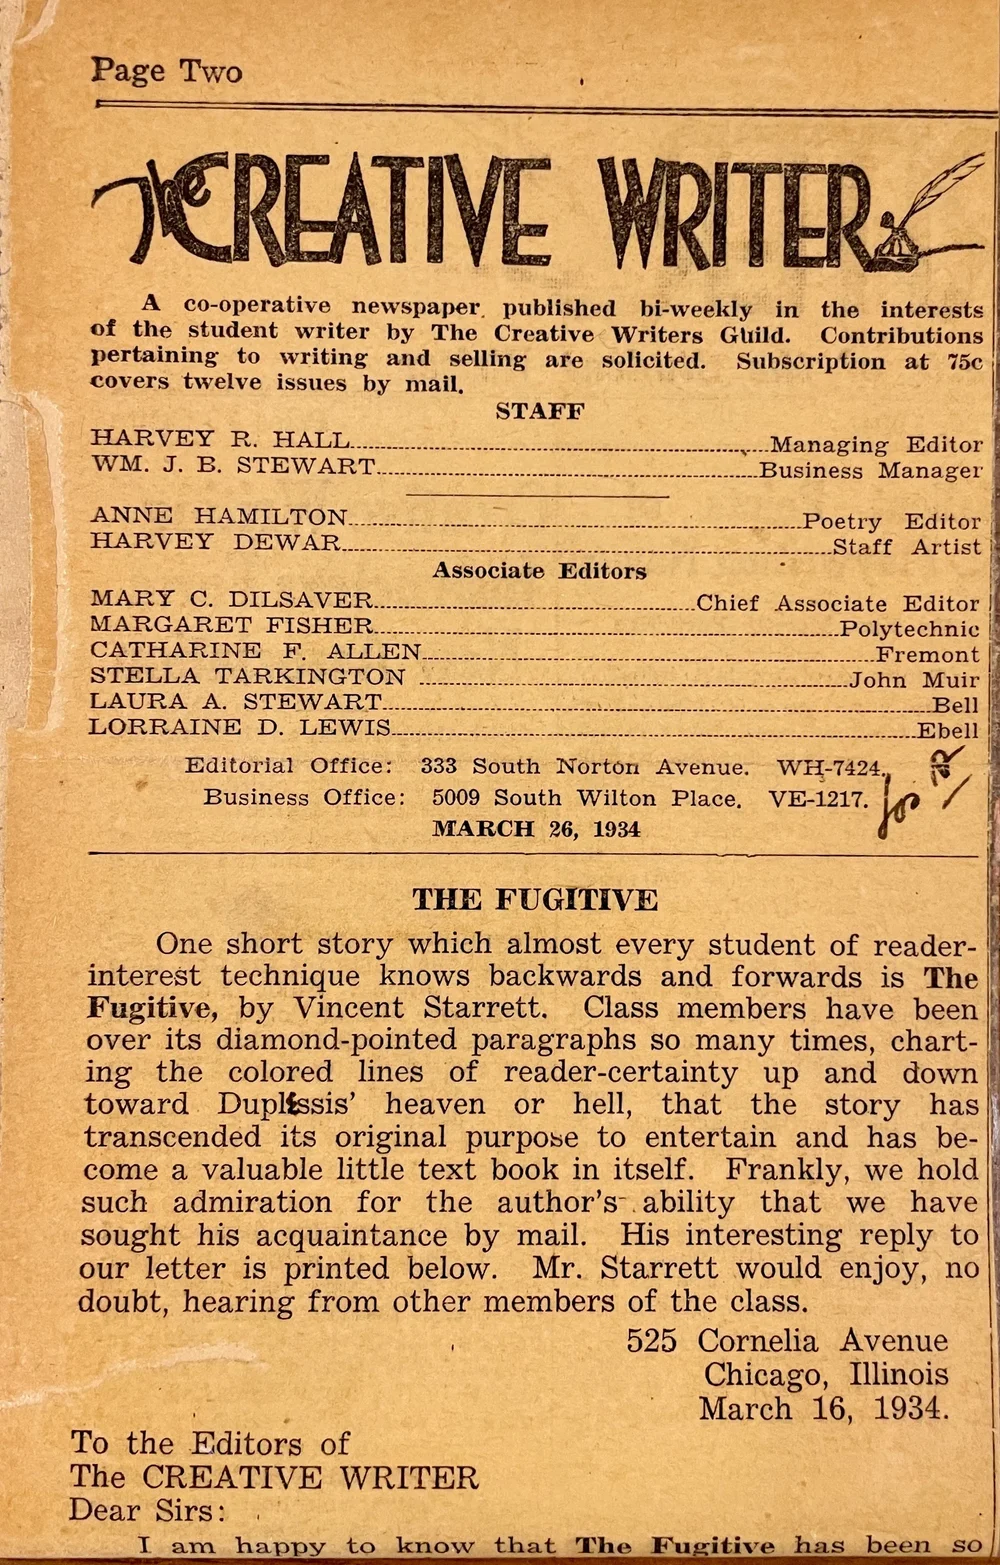 Page Two
The CREATIVE WRITER
A co-operative newspaper published bi-weekly in the interests
of the student writer by The Creative Writers Guild. Contributions
pertaining to writing and selling are solicited. Subscription at 75c
covers twelve issues by mail.
STAFF
HARVEY R. HALL Managing Editor
WM. J. B. STEWART Business Manager
ANNE HAMILTON Poetry Editor
HARVEY DEWAR Staff Artist
Associate Editors
MARY C. DILSAVER Chief Associate Editor
MARGARET FISHER Polytechnic
CATHARINE F. ALLEN Fremont
STELLA TARKINGTON John Muir
LAURA A. STEWART Bell
LORRAINE D. LEWIS Ebell
Editorial Office: 333 South Norton Avenue. WH-7424.
Business Office: 5009 South Wilton Place. VE-1217.
MARCH 26, 1934
THE FUGITIVE
One short story which almost every student of reader-
interest technique knows backwards and forwards is The
Fugitive, by Vincent Starrett. Class members have been
over its diamond-pointed paragraphs so many times, chart-
ing the colored lines of reader-certainty up and down
toward Duplessis' heaven or hell, that the story has
transcended its original purpose to entertain and has be-
come a valuable little text book in itself. Frankly, we hold
such admiration for the author's ability that we have
sought his acquaintance by mail. His interesting reply to
our letter is printed below. Mr. Starrett would enjoy, no
doubt, hearing from other members of the class.
525 Cornelia Avenue
Chicago, Illinois
March 16, 1934.
To the Editors of
The CREATIVE WRITER
Dear Sirs:
I am happy to know that The Fugitive has been so